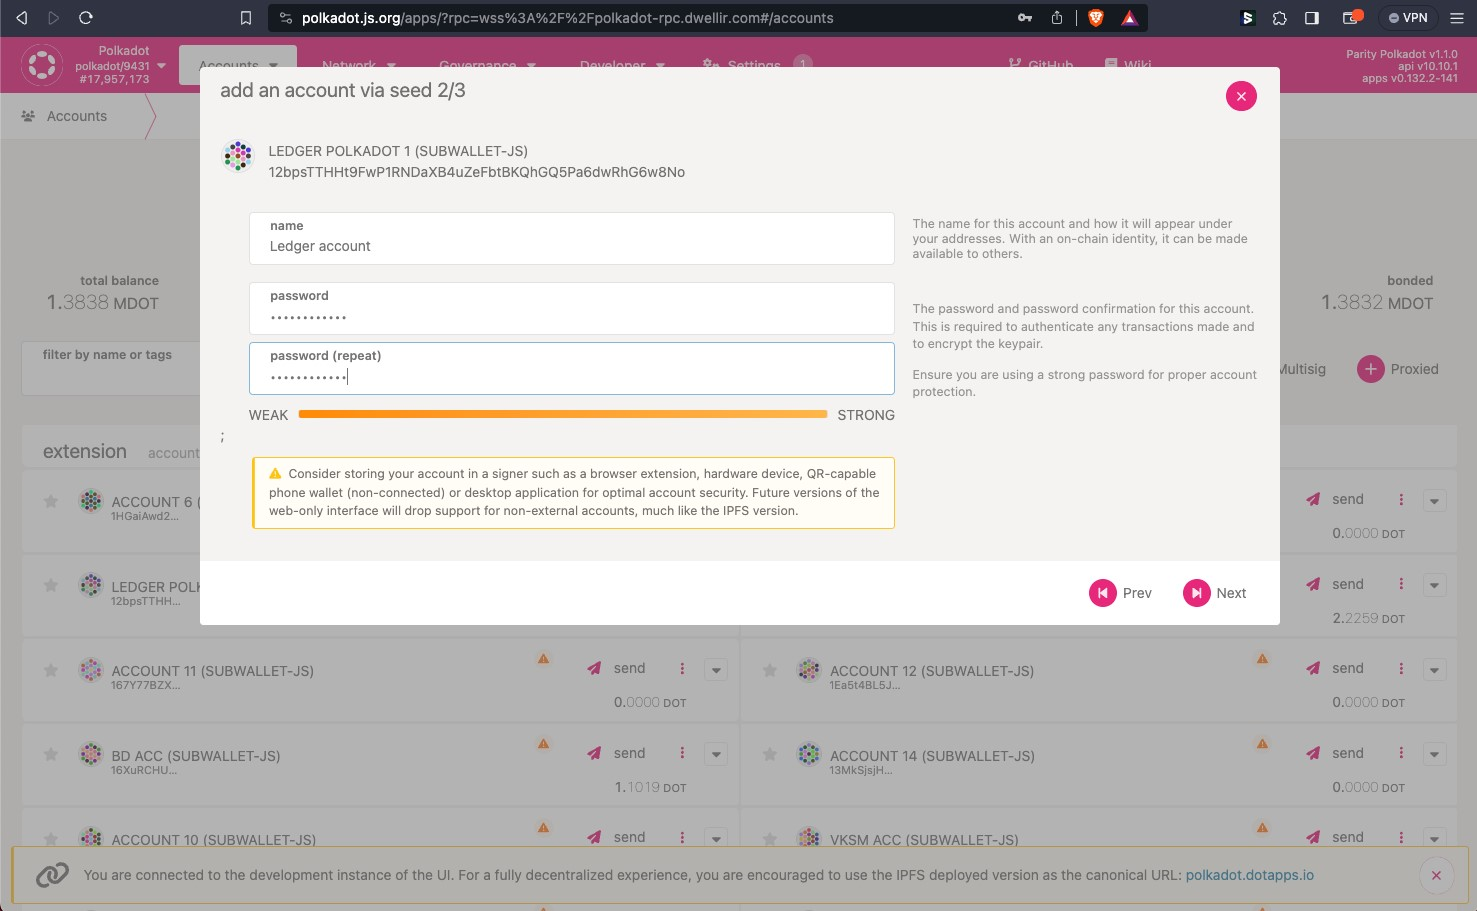 polkadot.js.org/apps/?rpc=wss%3A%2F%2Fpolkadot-rpc.dwellir.com#/accounts
VPN
Polkadot
polkadot/9431
#17,957,173
Accounts
Network
Governance
Developer
Settings
1
GitHub
Wiki
Parity Polkadot v1.1.0
api v10.10.1
apps v0.132.2-141
Accounts
add an account via seed 2/3
LEDGER POLKADOT 1 (SUBWALLET-JS)
12bpsTTHHt9FwP1RNDaXB4uZeFbtBKQhGQ5Pa6dwRhG6w8No
name
Ledger account
The name for this account and how it will appear under
your addresses. With an on-chain identity, it can be made
available to others.
password
••••••••••••
password (repeat)
••••••••••••
The password and password confirmation for this account.
This is required to authenticate any transactions made and
to encrypt the keypair.
Ensure you are using a strong password for proper account
protection.
WEAK
STRONG
;
Consider storing your account in a signer such as a browser extension, hardware device, QR-capable
phone wallet (non-connected) or desktop application for optimal account security. Future versions of the
web-only interface will drop support for non-external accounts, much like the IPFS version.
Prev
Next
total balance
1.3838 MDOT
bonded
1.3832 MDOT
filter by name or tags
Multisig
Proxied
extension
account
ACCOUNT 6 (
1HGaiAwd2...
send
0.0000 DOT
LEDGER POLK
12bpsTTHH...
send
2.2259 DOT
ACCOUNT 11 (SUBWALLET-JS)
167Y77BZX...
send
0.0000 DOT
ACCOUNT 12 (SUBWALLET-JS)
1Ea5t4BL5J...
send
0.0000 DOT
BD ACC (SUBWALLET-JS)
16XuRCHU...
send
1.1019 DOT
ACCOUNT 14 (SUBWALLET-JS)
13MkSjsjH...
send
0.0000 DOT
ACCOUNT 10 (SUBWALLET-JS)
send
VKSM ACC (SUBWALLET-JS)
send
You are connected to the development instance of the UI. For a fully decentralized experience, you are encouraged to use the IPFS deployed version as the canonical URL: polkadot.dotapps.io